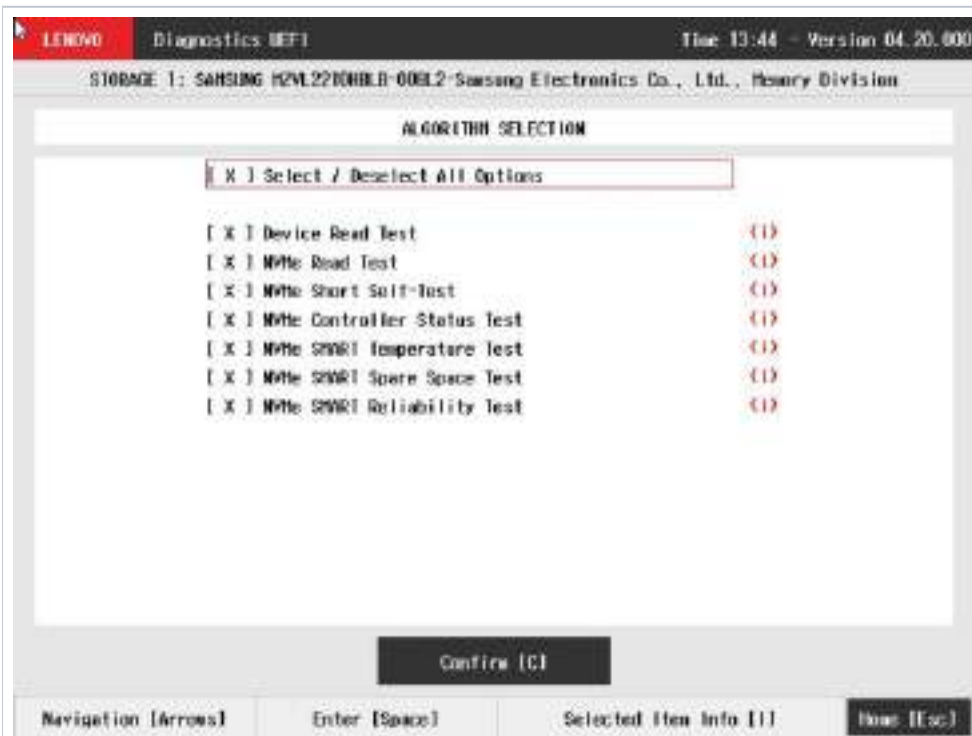 LENOVO Diagnostics UEFI Time 13:44 - Version 04.20.000
STORAGE 1: SAMSUNG Samsung Electronics Co., Ltd., Memory Division
ALGORITHM SELECTION
[ X ] Select / Deselect All Options
[ X ] Device Read Test (i)
[ X ] NVMe Read Test (i)
[ X ] NVMe Short Self-Test (i)
[ X ] NVMe Controller Status Test (i)
[ X ] NVMe SMART Temperature Test (i)
[ X ] NVMe SMART Spare Space Test (i)
[ X ] NVMe SMART Reliability Test (i)
Confirm [C]
Navigation [Arrows] Enter [Space] Selected Item Info [I] Home [Esc]